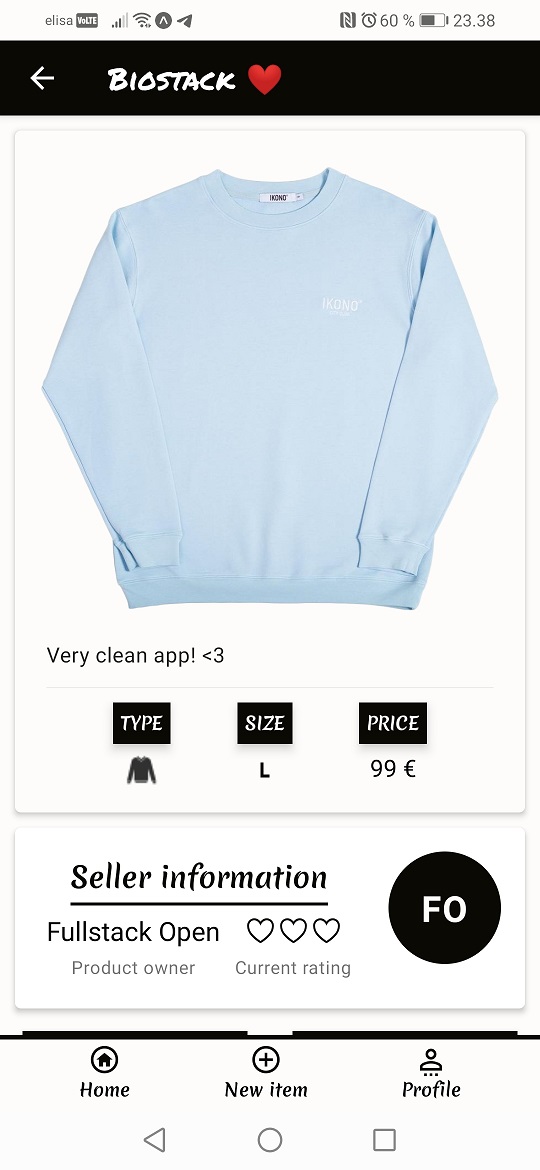 elisa VoLTE 60 % 23.38
Biostack ❤️
IKONO
IKONO
Very clean app! <3
TYPE SIZE PRICE
L 99 €
Seller information
FO
Fullstack Open
Product owner Current rating
Home New item Profile